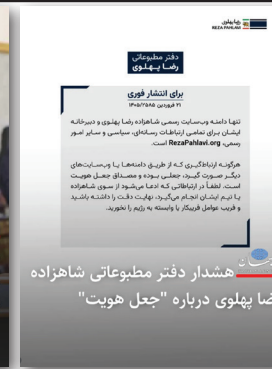 رضا پهلوی
REZA PAHLAVI
دفتر مطبوعاتی
رضا پهلوی
برای انتشار فوری
۲۱ فروردین ۱۴۰۵/۲۵۸۵
تنها دامنه وب‌سایت رسمی شاهزاده رضا پهلوی و دبیرخانه
ایشان برای تمامی ارتباطات رسانه‌ای، سیاسی و سایر امور
رسمی، RezaPahlavi.org است.
هرگونه ارتباط‌گیری که از طریق دامنه‌ها یا وب‌سایت‌های
دیگر صورت گیرد، جعلی بوده و مصداق جعل هویت
است. لطفاً در ارتباطاتی که ادعا می‌شود از سوی شاهزاده
یا تیم ایشان انجام می‌گیرد، نهایت دقت را داشته باشید
و فریب عوامل فریبکار یا وابسته به رژیم را نخورید.
هشدار دفتر مطبوعاتی شاهزاده
ضا پهلوی درباره "جعل هویت"